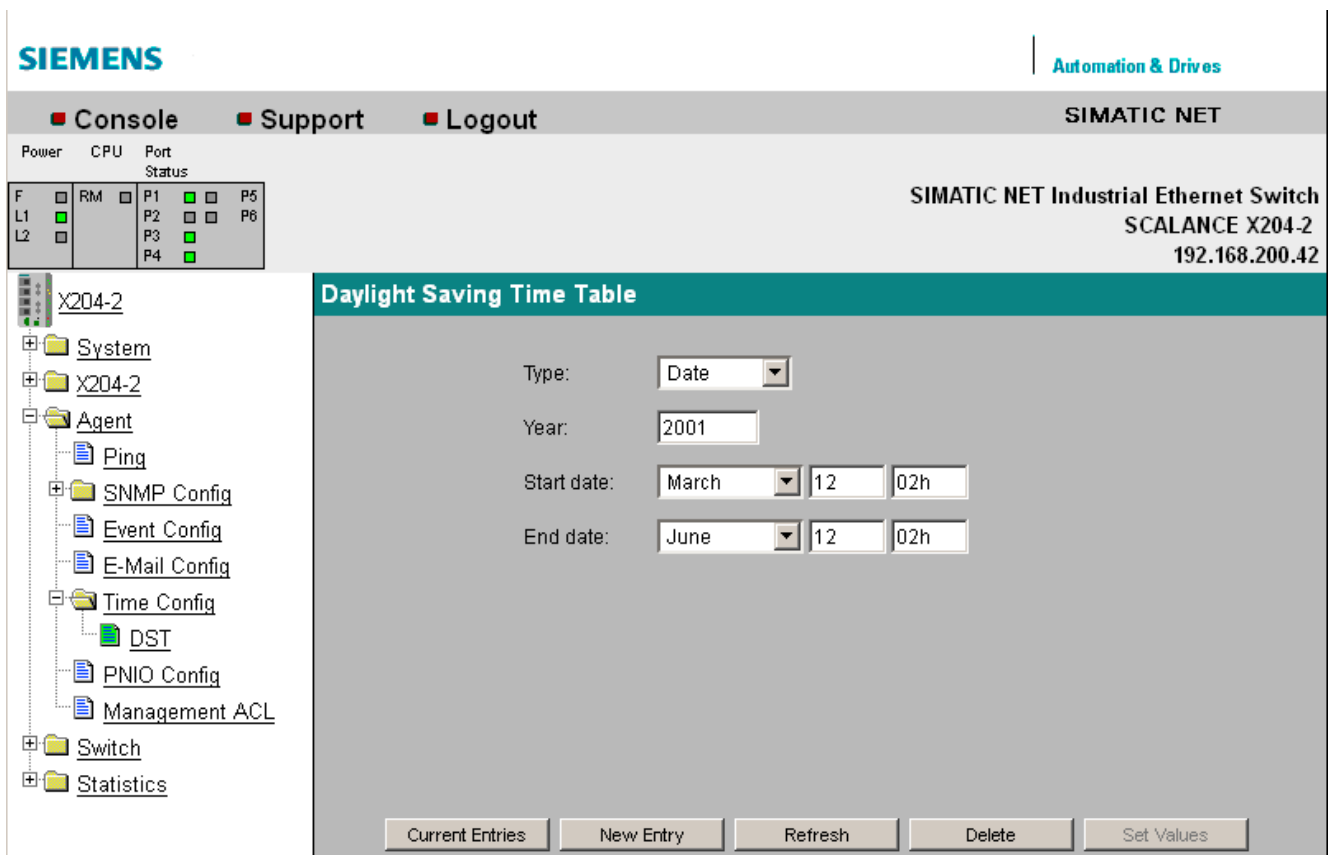 SIEMENS
Automation & Drives
Console Support Logout SIMATIC NET
Power CPU Port Status
F RM P1 P5
L1 P2 P6
L2 P3
P4
SIMATIC NET Industrial Ethernet Switch
SCALANCE X204-2
192.168.200.42
X204-2
System
X204-2
Agent
Ping
SNMP Config
Event Config
E-Mail Config
Time Config
DST
PNIO Config
Management ACL
Switch
Statistics
Daylight Saving Time Table
Type: Date
Year: 2001
Start date: March 12 02h
End date: June 12 02h
Current Entries New Entry Refresh Delete Set Values